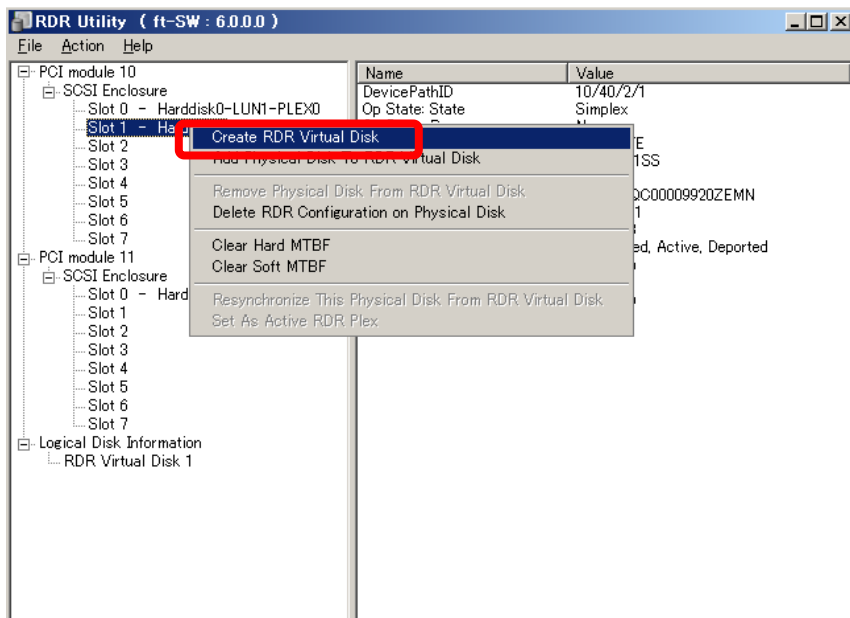 RDR Utility ( ft-SW : 6.0.0.0 )
File Action Help
PCI module 10
SCSI Enclosure
Slot 0 - Harddisk0-LUN1-PLEX0
Slot 1 -
Slot 2
Slot 3
Slot 4
Slot 5
Slot 6
Slot 7
PCI module 11
SCSI Enclosure
Slot 0 - Hard
Slot 1
Slot 2
Slot 3
Slot 4
Slot 5
Slot 6
Slot 7
Logical Disk Information
RDR Virtual Disk 1
Create RDR Virtual Disk
Add Physical Disk To RDR Virtual Disk
Remove Physical Disk From RDR Virtual Disk
Delete RDR Configuration on Physical Disk
Clear Hard MTBF
Clear Soft MTBF
Resynchronize This Physical Disk From RDR Virtual Disk
Set As Active RDR Plex
Name Value
DevicePathID 10/40/2/1
Op State: State Simplex
TE
1SS
QC00009920ZEMN
1
ed, Active, Deported